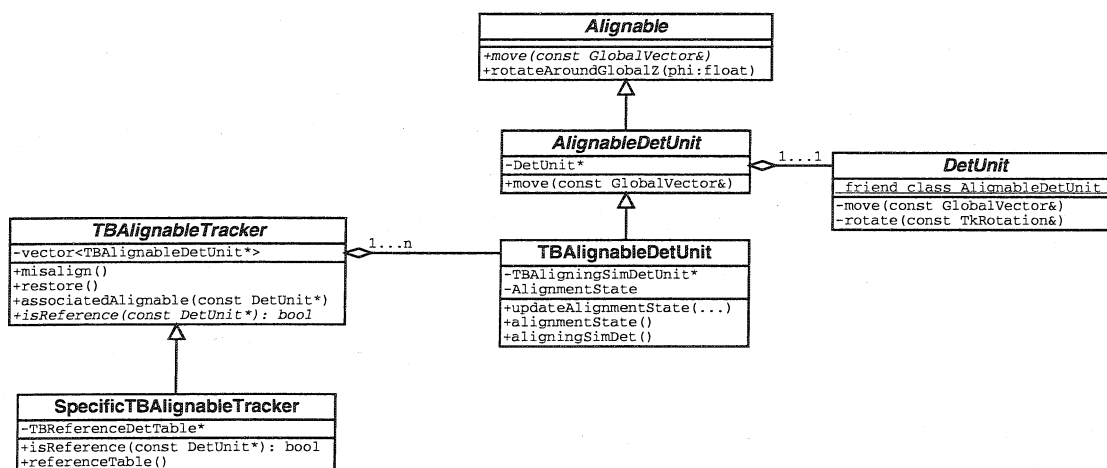 Alignable
+move(const GlobalVector&)
+rotateAroundGlobalZ(phi:float)
AlignableDetUnit
-DetUnit*
+move(const GlobalVector&)
1...1
DetUnit
friend class AlignableDetUnit
-move(const GlobalVector&)
-rotate(const TkRotation&)
TBAlignableTracker
-vector<TBAlignableDetUnit*>
+misalign()
+restore()
+associatedAlignable(const DetUnit*)
+isReference(const DetUnit*): bool
1...n
TBAlignableDetUnit
-TBAligningSimDetUnit*
-AlignmentState
+updateAlignmentState(...)
+alignmentState()
+aligningSimDet()
SpecificTBAlignableTracker
-TBReferenceDetTable*
+isReference(const DetUnit*): bool
+referenceTable()